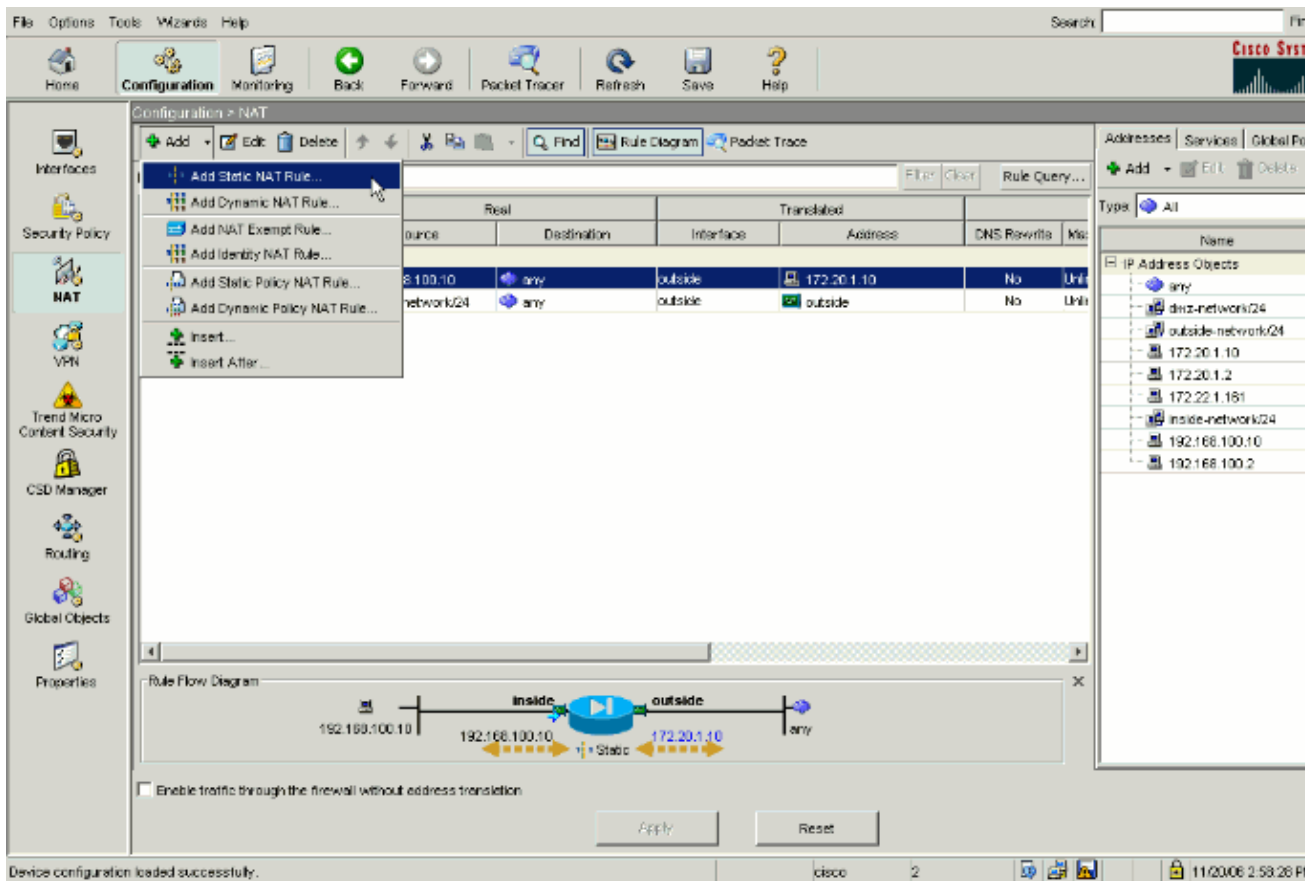 File Options Tools Wizards Help Search:
Home Configuration Monitoring Back Forward Packet Tracer Refresh Save Help
Configuration > NAT
Add Edit Delete Find Rule Diagram Packet Trace
Filter Clear Rule Query...
Add Static NAT Rule...
Add Dynamic NAT Rule...
Add NAT Exempt Rule...
Add Identity NAT Rule...
Add Static Policy NAT Rule...
Add Dynamic Policy NAT Rule...
Insert...
Insert After...
Real Translated
Destination Interface Address DNS Rewrite
8.100.10 any outside 172.20.1.10 No
network/24 any outside outside No
Interfaces
Security Policy
NAT
VPN
Trend Micro
Content Security
CSD Manager
Routing
Global Objects
Properties
Addresses Services Global
Add Edit Delete
Type: All
Name
IP Address Objects
any
dmz-network/24
outside-network/24
172.20.1.10
172.20.1.2
172.22.1.161
inside-network/24
192.168.100.10
192.168.100.2
Rule Flow Diagram
inside outside
192.168.100.10 192.168.100.10 172.20.1.10 any
Static
Enable traffic through the firewall without address translation
Apply Reset
Device configuration loaded successfully. cisco 2 11/20/06 2:58:26